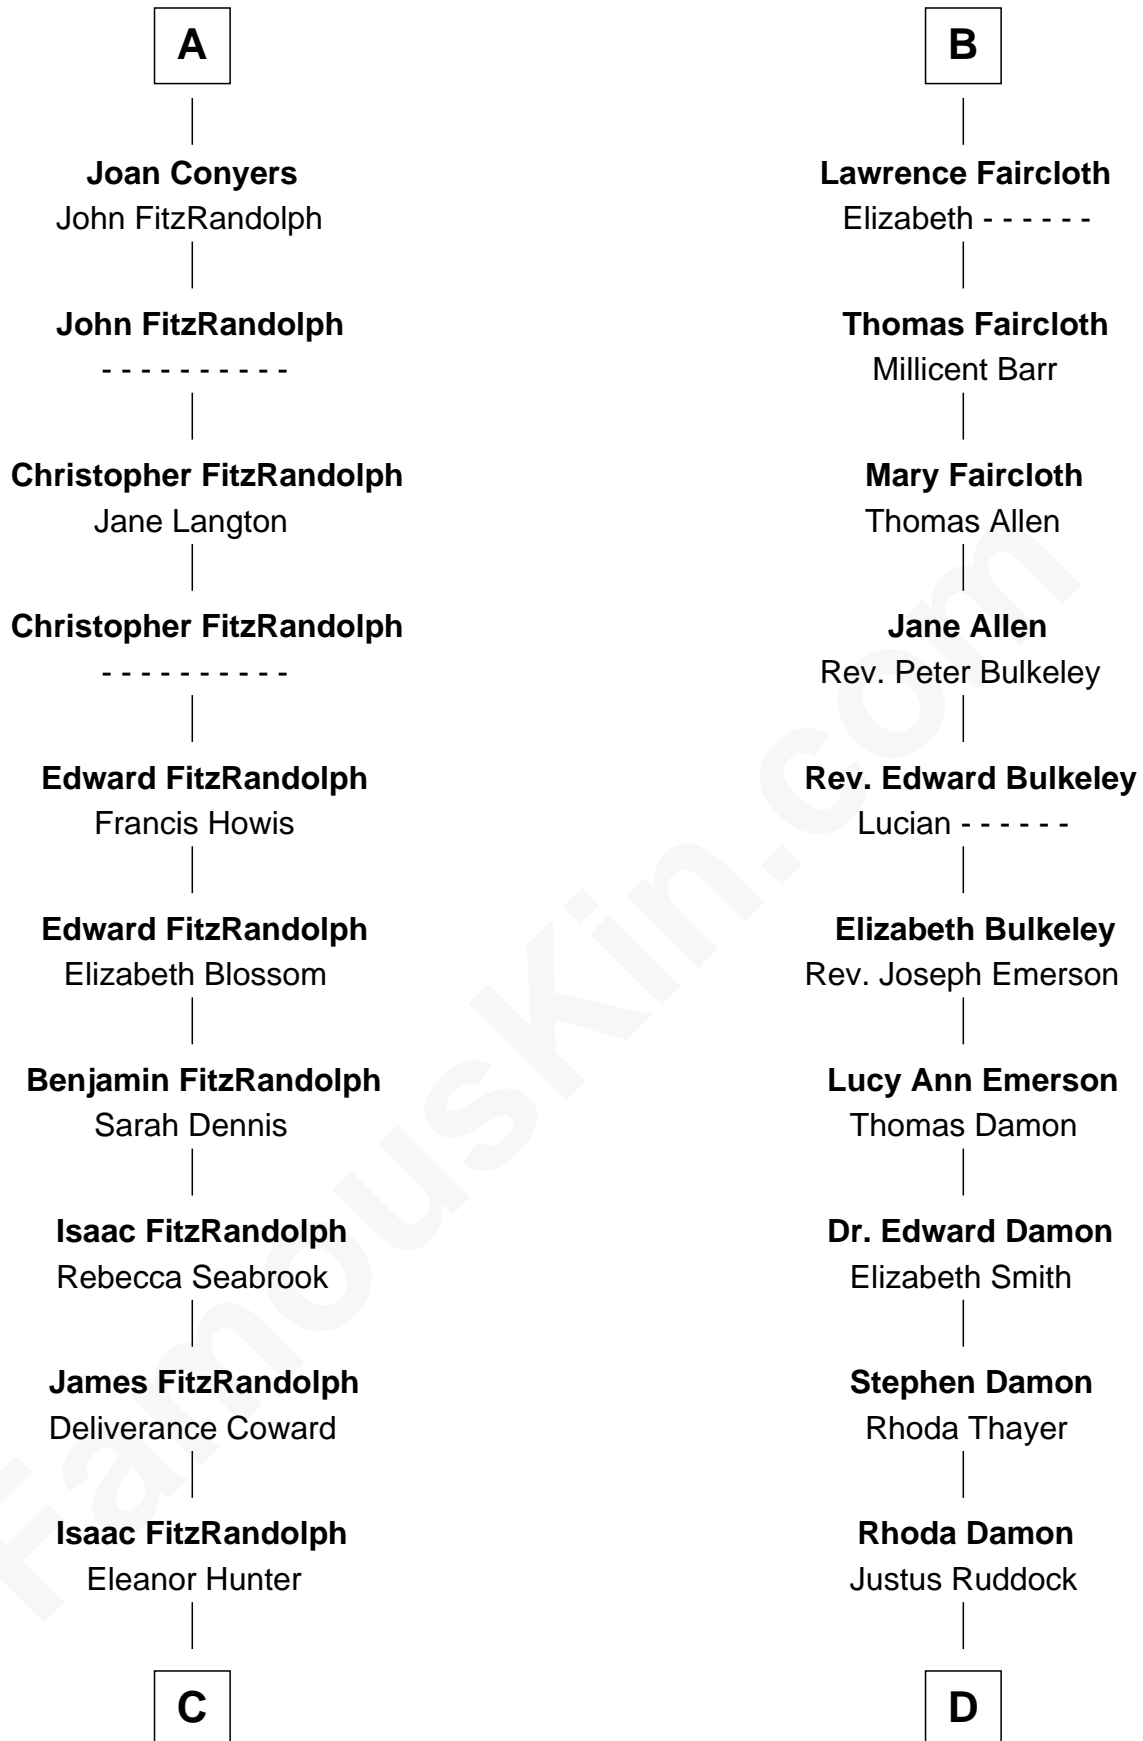 A
Joan Conyers
John FitzRandolph
John FitzRandolph
- - - - - - - - - -
Christopher FitzRandolph
Jane Langton
Christopher FitzRandolph
- - - - - - - - - -
Edward FitzRandolph
Francis Howis
Edward FitzRandolph
Elizabeth Blossom
Benjamin FitzRandolph
Sarah Dennis
Isaac FitzRandolph
Rebecca Seabrook
James FitzRandolph
Deliverance Coward
Isaac FitzRandolph
Eleanor Hunter
C
B
Lawrence Faircloth
Elizabeth - - - - - -
Thomas Faircloth
Millicent Barr
Mary Faircloth
Thomas Allen
Jane Allen
Rev. Peter Bulkeley
Rev. Edward Bulkeley
Lucian - - - - - -
Elizabeth Bulkeley
Rev. Joseph Emerson
Lucy Ann Emerson
Thomas Damon
Dr. Edward Damon
Elizabeth Smith
Stephen Damon
Rhoda Thayer
Rhoda Damon
Justus Ruddock
D
FamousKin.com